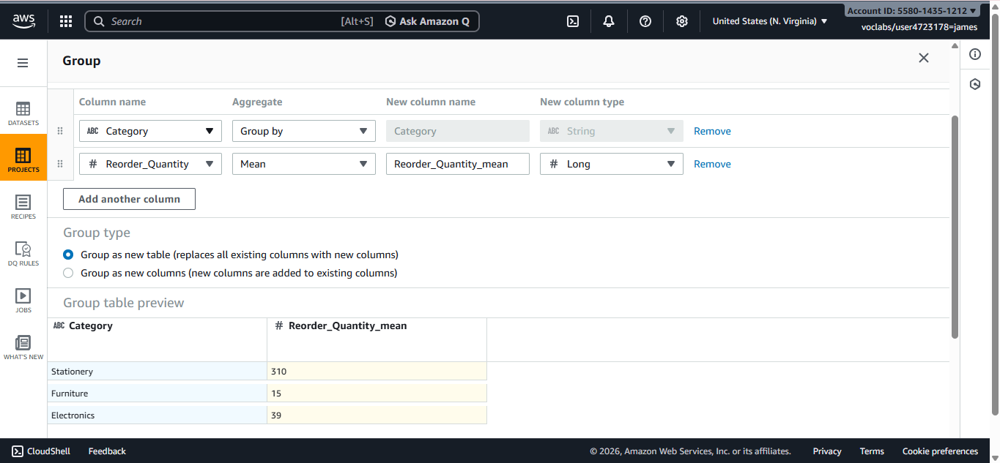 aws
Search [Alt+S] Ask Amazon Q
United States (N. Virginia)
Account ID: 5580-1435-1212
voclabs/user4723178=james
Group
DATASETS
PROJECTS
RECIPES
DQ RULES
JOBS
WHAT'S NEW
Column name Aggregate New column name New column type
ABC Category Group by Category ABC String Remove
# Reorder_Quantity Mean Reorder_Quantity_mean # Long Remove
Add another column
Group type
Group as new table (replaces all existing columns with new columns)
Group as new columns (new columns are added to existing columns)
Group table preview
ABC Category # Reorder_Quantity_mean
Stationery 310
Furniture 15
Electronics 39
CloudShell Feedback © 2026, Amazon Web Services, Inc. or its affiliates. Privacy Terms Cookie preferences